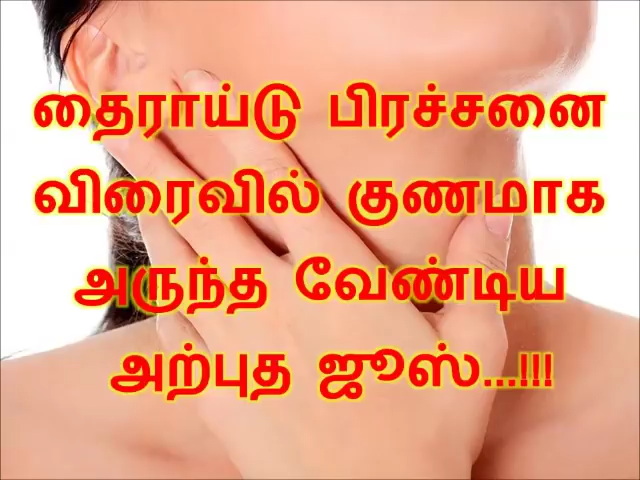 தைராய்டு பிரச்சனை
விரைவில் குணமாக
அருந்த வேண்டிய
அற்புத ஜூஸ்...!!!